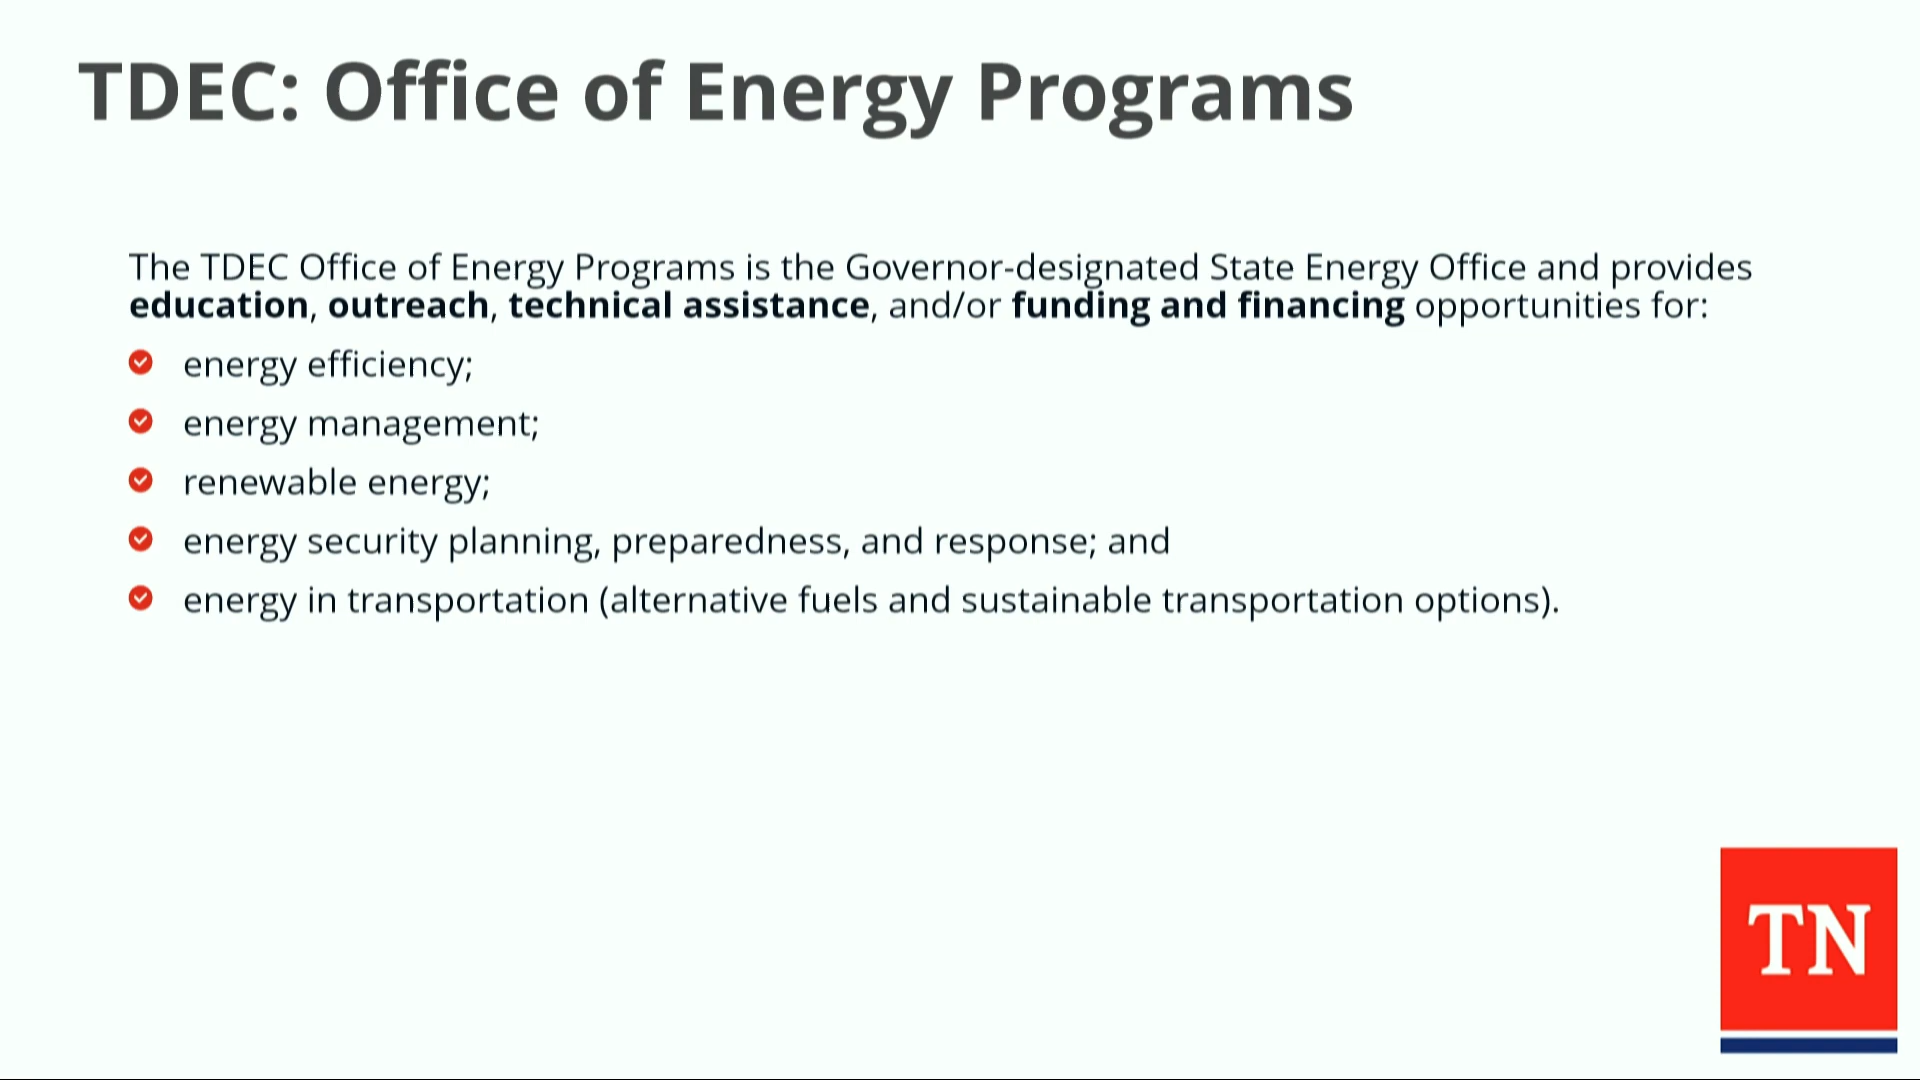 TDEC: Office of Energy Programs
The TDEC Office of Energy Programs is the Governor-designated State Energy Office and provides
education, outreach, technical assistance, and/or funding and financing opportunities for:
energy efficiency;
energy management;
renewable energy;
energy security planning, preparedness, and response; and
energy in transportation (alternative fuels and sustainable transportation options).
TN